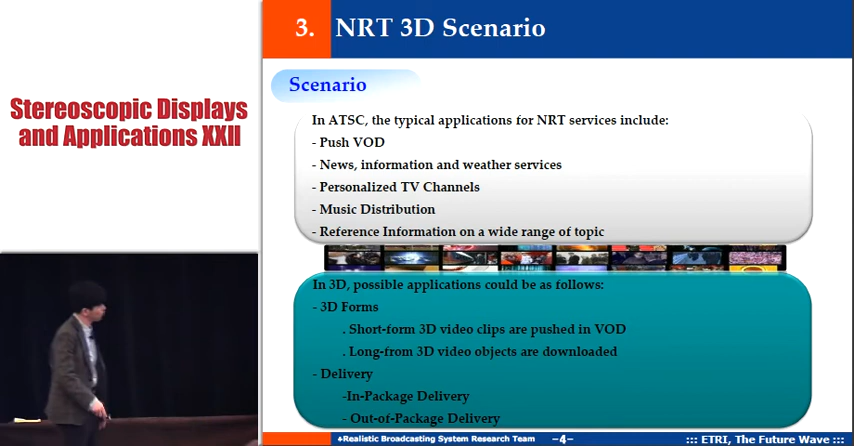 Stereoscopic Displays
and Applications XXII
3. NRT 3D Scenario
Scenario
In ATSC, the typical applications for NRT services include:
- Push VOD
- News, information and weather services
- Personalized TV Channels
- Music Distribution
- Reference Information on a wide range of topic
In 3D, possible applications could be as follows:
- 3D Forms
. Short-form 3D video clips are pushed in VOD
. Long-from 3D video objects are downloaded
- Delivery
-In-Package Delivery
- Out-of-Package Delivery
♠Realistic Broadcasting System Research Team –4– ::: ETRI, The Future Wave :::